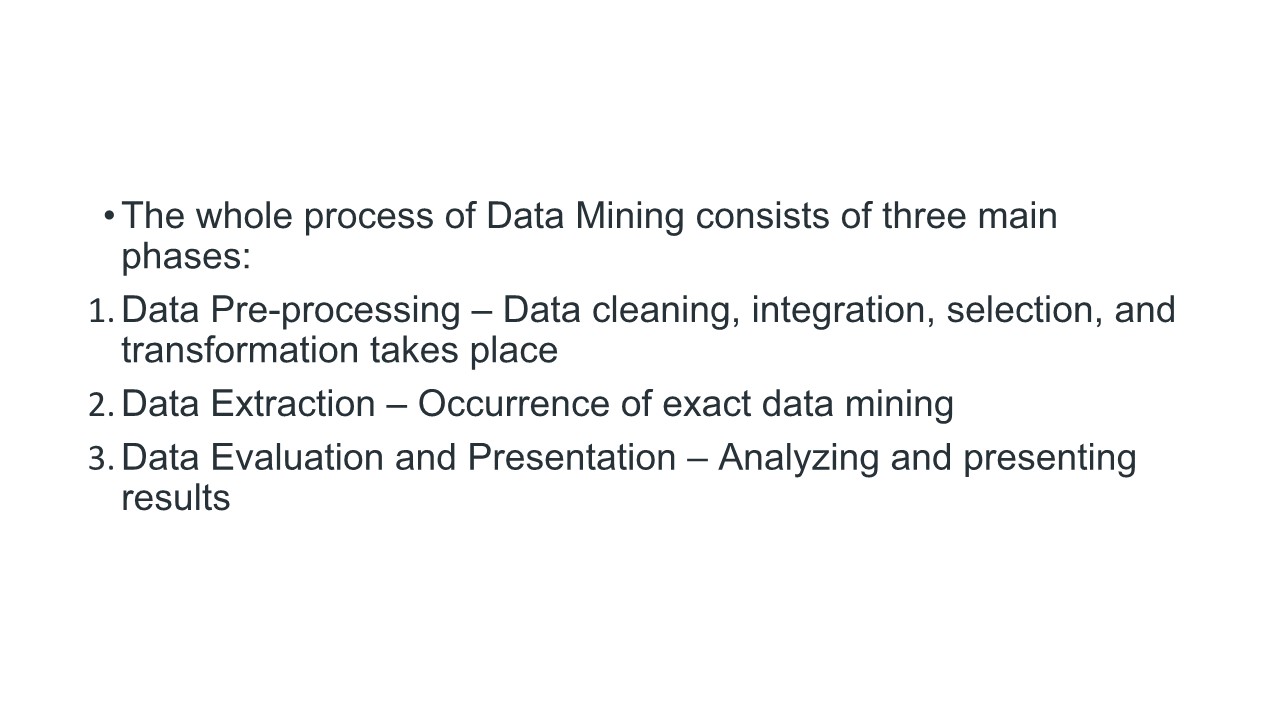 • The whole process of Data Mining consists of three main
phases:
1. Data Pre-processing – Data cleaning, integration, selection, and
transformation takes place
2. Data Extraction – Occurrence of exact data mining
3. Data Evaluation and Presentation – Analyzing and presenting
results